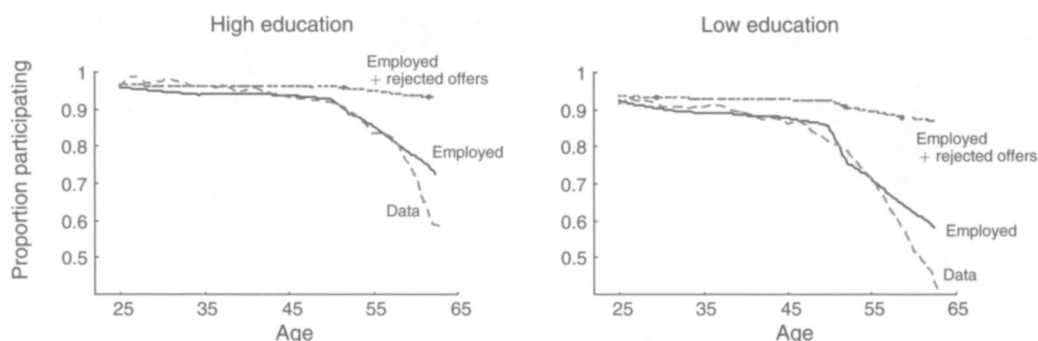 High education
Proportion participating
1
0.9
0.8
0.7
0.6
0.5
Employed
+ rejected offers
Employed
Data
25 35 45 55 65
Age
Low education
1
0.9
0.8
0.7
0.6
0.5
Employed
+ rejected offers
Employed
Data
25 35 45 55 65
Age